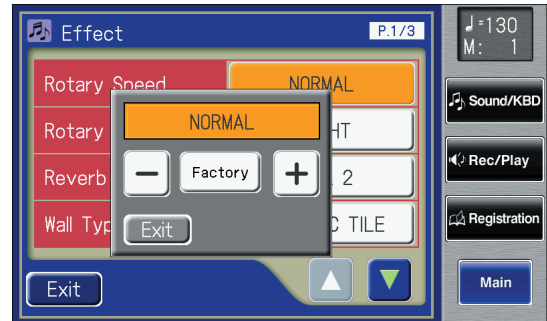 Effect
P.1/3
♩=130
M: 1
Rotary Speed
NORMAL
Rotary
HT
Reverb
2
Wall Typ
C TILE
NORMAL
−
Factory
+
Exit
Exit
Sound/KBD
Rec/Play
Registration
Main